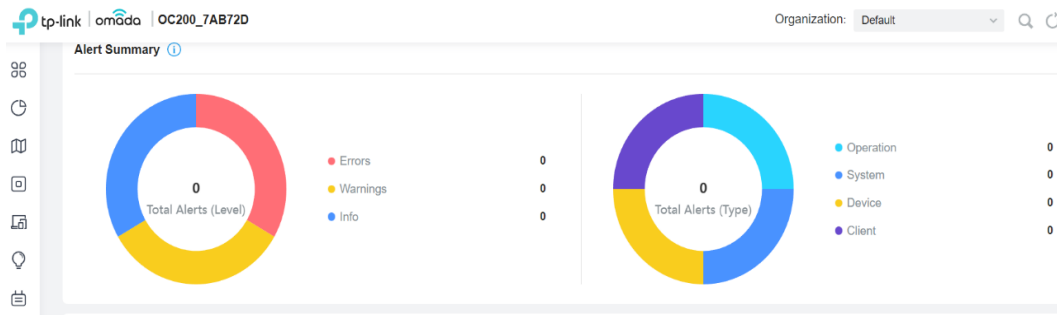 tp-link omada OC200_7AB72D Organization: Default
Alert Summary
0
Total Alerts (Level)
Errors 0
Warnings 0
Info 0
0
Total Alerts (Type)
Operation 0
System 0
Device 0
Client 0